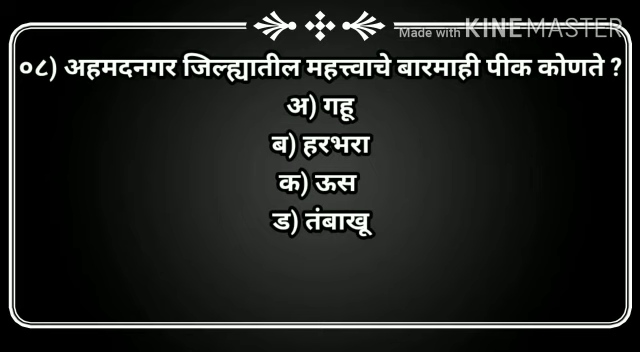 Made with KINEMASTER
०८) अहमदनगर जिल्ह्यातील महत्त्वाचे बारमाही पीक कोणते ?
अ) गहू
ब) हरभरा
क) ऊस
ड) तंबाखू